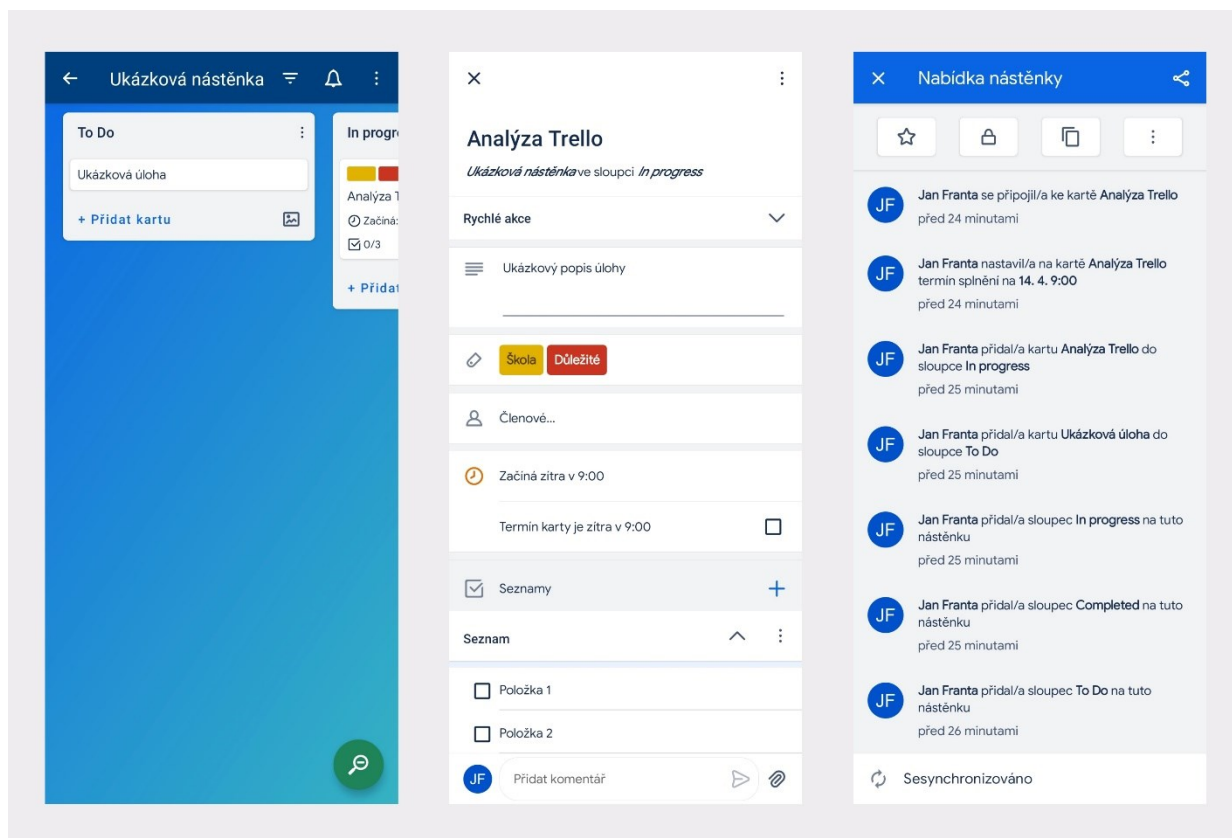 Ukázková nástěnka
To Do
Ukázková úloha
+ Přidat kartu
In progre
Analýza T
Začíná:
0/3
+ Přidat
Analýza Trello
Ukázková nástěnka ve sloupci In progress
Rychlé akce
Ukázkový popis úlohy
Škola Důležité
Členové...
Začíná zítra v 9:00
Termín karty je zítra v 9:00
Seznamy
Seznam
Položka 1
Položka 2
JF Přidat komentář
Nabídka nástěnky
JF
Jan Franta se připojil/a ke kartě Analýza Trello
před 24 minutami
JF
Jan Franta nastavil/a na kartě Analýza Trello
termín splnění na 14. 4. 9:00
před 24 minutami
JF
Jan Franta přidal/a kartu Analýza Trello do
sloupce In progress
před 25 minutami
JF
Jan Franta přidal/a kartu Ukázková úloha do
sloupce To Do
před 25 minutami
JF
Jan Franta přidal/a sloupec In progress na tuto
nástěnku
před 25 minutami
JF
Jan Franta přidal/a sloupec Completed na tuto
nástěnku
před 25 minutami
JF
Jan Franta přidal/a sloupec To Do na tuto
nástěnku
před 26 minutami
Sesynchronizováno